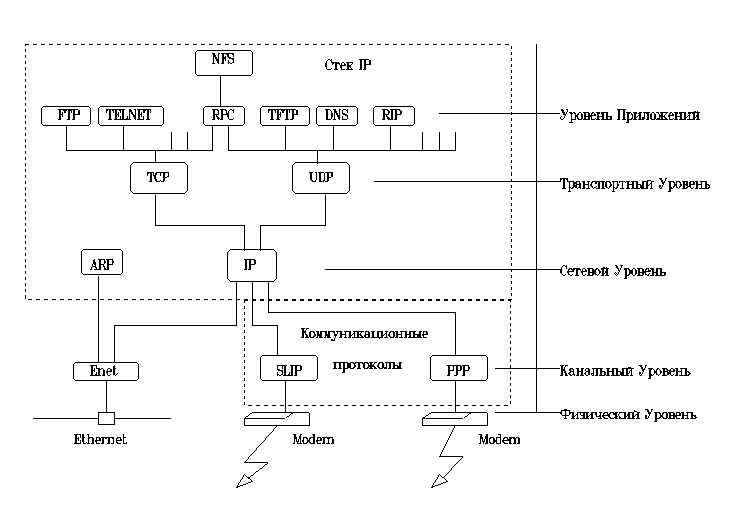 NFS
Стек IP
FTP TELNET RPC TFTP DNS RIP
Уровень Приложений
TCP UDP
Транспортный Уровень
ARP IP
Сетевой Уровень
Коммуникационные
протоколы
Enet SLIP PPP
Канальный Уровень
Физический Уровень
Ethernet Modem Modem